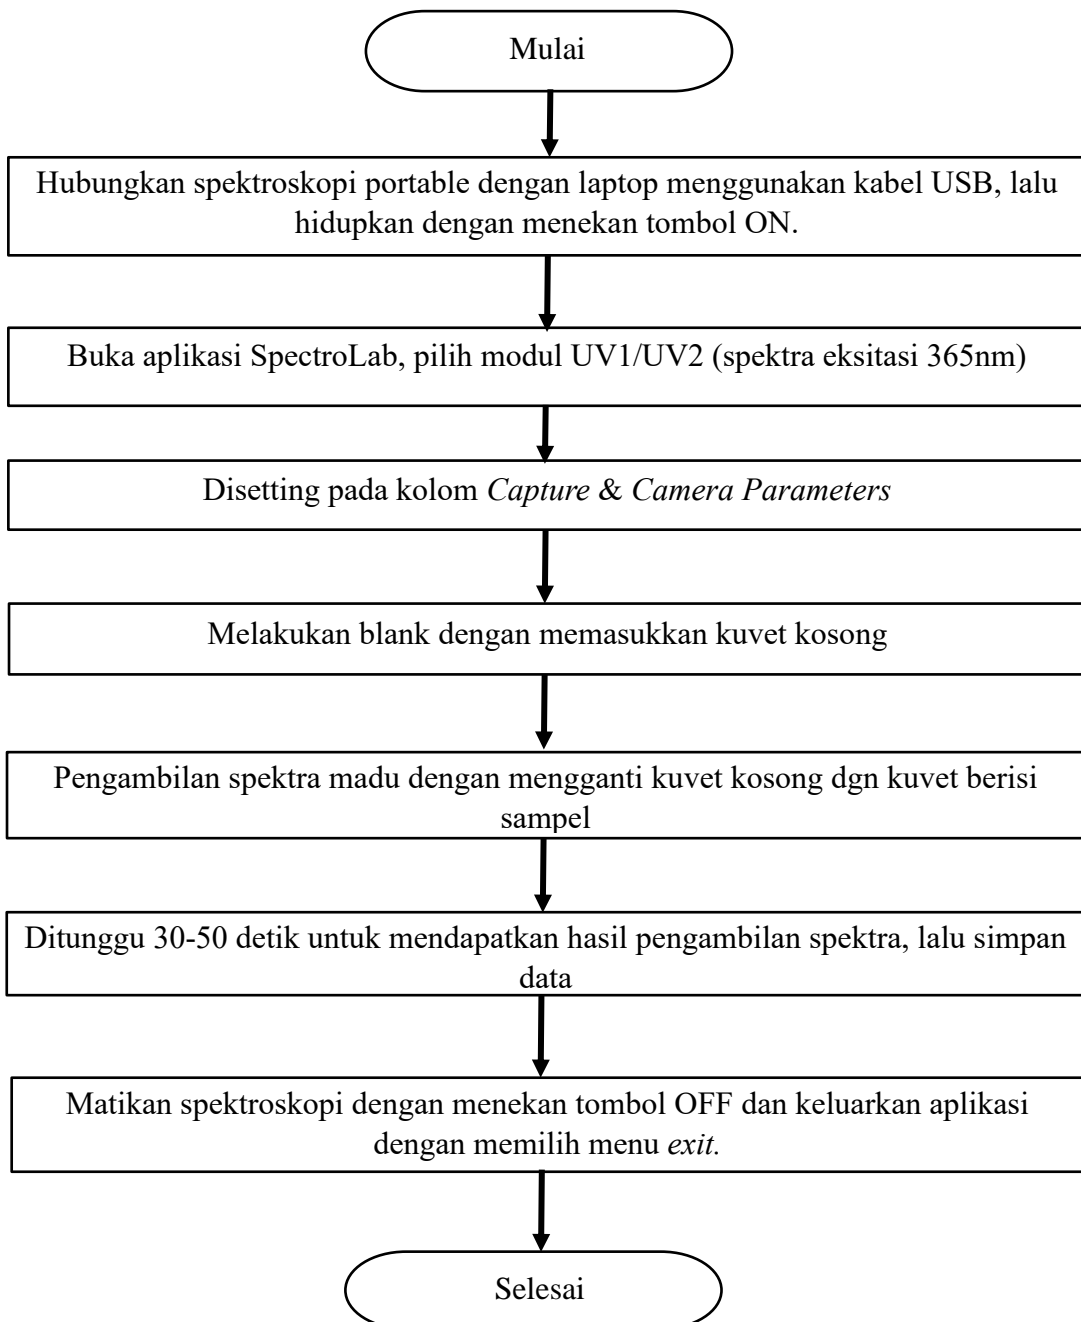 Mulai
Hubungkan spektroskopi portable dengan laptop menggunakan kabel USB, lalu
hidupkan dengan menekan tombol ON.
Buka aplikasi SpectroLab, pilih modul UV1/UV2 (spektra eksitasi 365nm)
Disetting pada kolom Capture & Camera Parameters
Melakukan blank dengan memasukkan kuvet kosong
Pengambilan spektra madu dengan mengganti kuvet kosong dgn kuvet berisi
sampel
Ditunggu 30-50 detik untuk mendapatkan hasil pengambilan spektra, lalu simpan
data
Matikan spektroskopi dengan menekan tombol OFF dan keluarkan aplikasi
dengan memilih menu exit.
Selesai